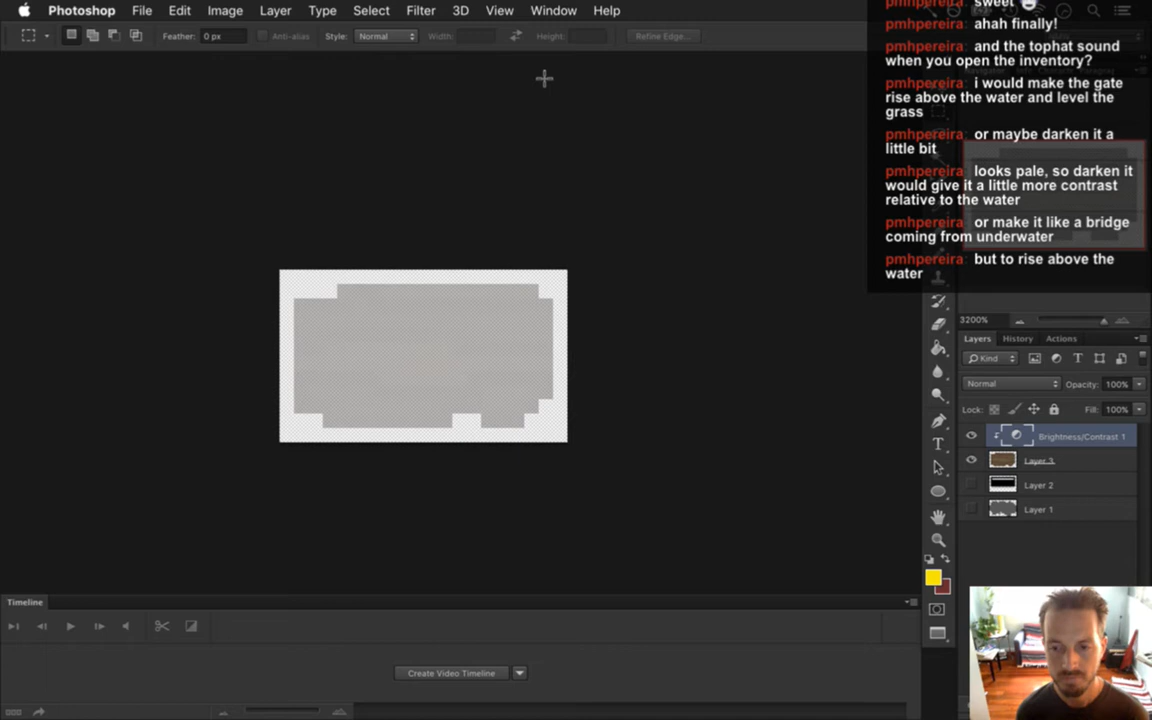 Photoshop File Edit Image Layer Type Select Filter 3D View Window Help
Feather: 0 px Anti-alias Style: Normal Width: Height: Refine Edge...
pmhpereira: sweet
pmhpereira: ahah finally!
pmhpereira: and the tophat sound
when you open the inventory?
pmhpereira: i would make the gate
rise above the water and level the
grass
pmhpereira: or maybe darken it a
little bit
pmhpereira: looks pale, so darken it
would give it a little more contrast
relative to the water
pmhpereira: or make it like a bridge
coming from underwater
pmhpereira: but to rise above the
water
3200%
Layers History Actions
Kind
Normal Opacity: 100%
Lock: Fill: 100%
Brightness/Contrast 1
Layer 3
Layer 2
Layer 1
Timeline
Create Video Timeline